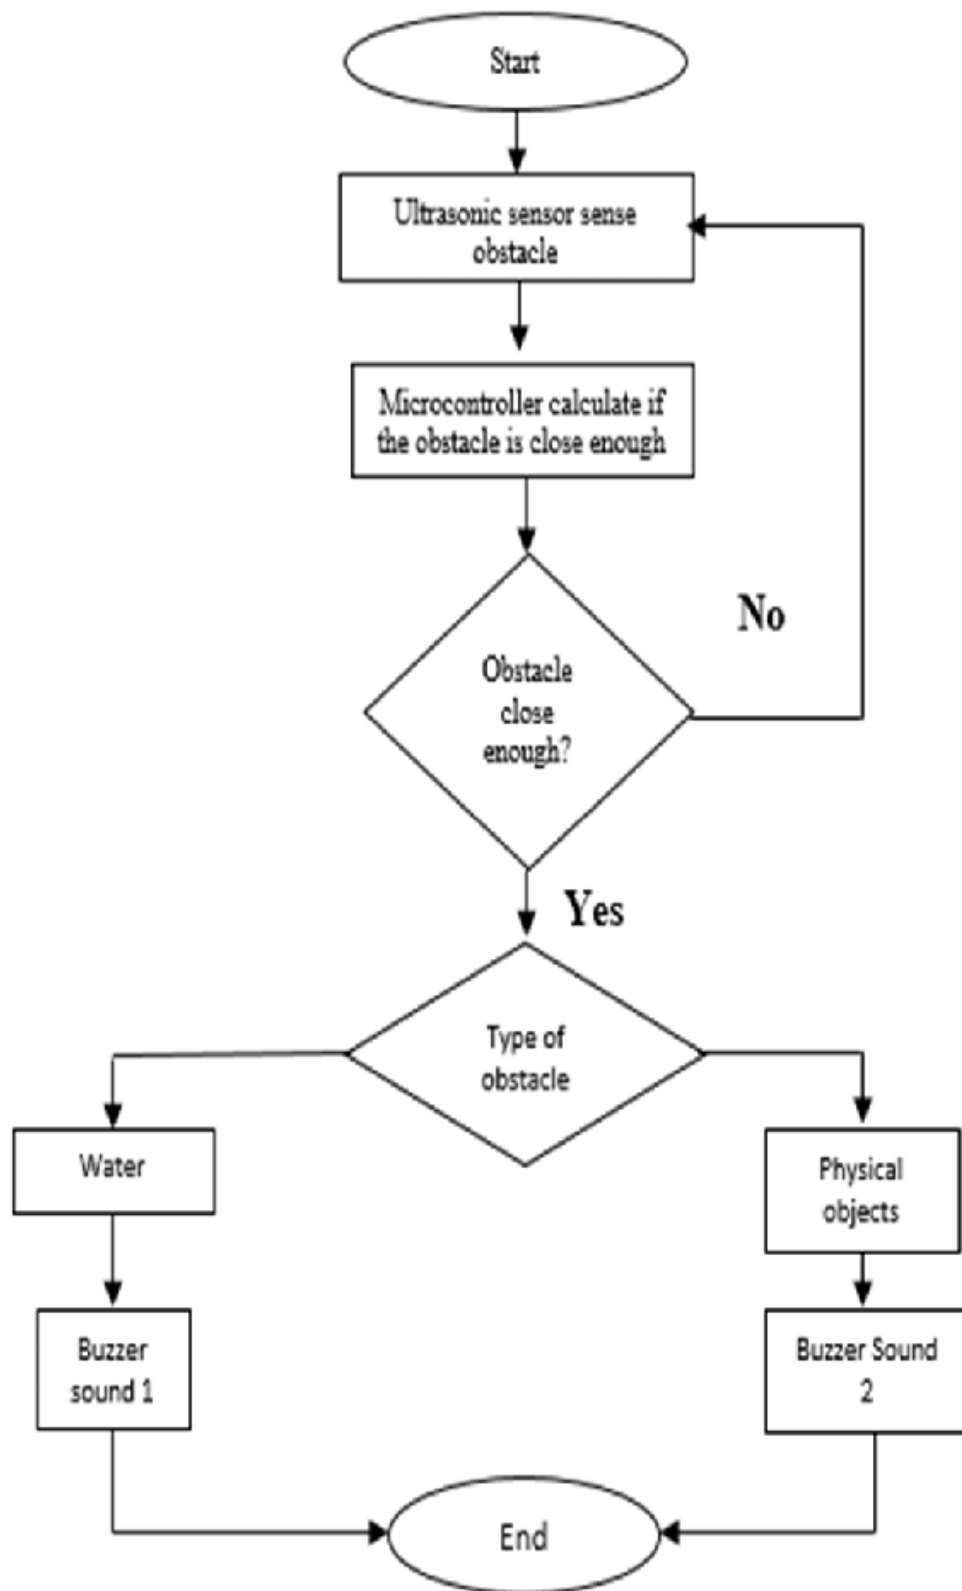 Start
Ultrasonic sensor sense
obstacle
Microcontroller calculate if
the obstacle is close enough
Obstacle
close
enough?
No
Yes
Type of
obstacle
Water
Physical
objects
Buzzer
sound 1
Buzzer Sound
2
End